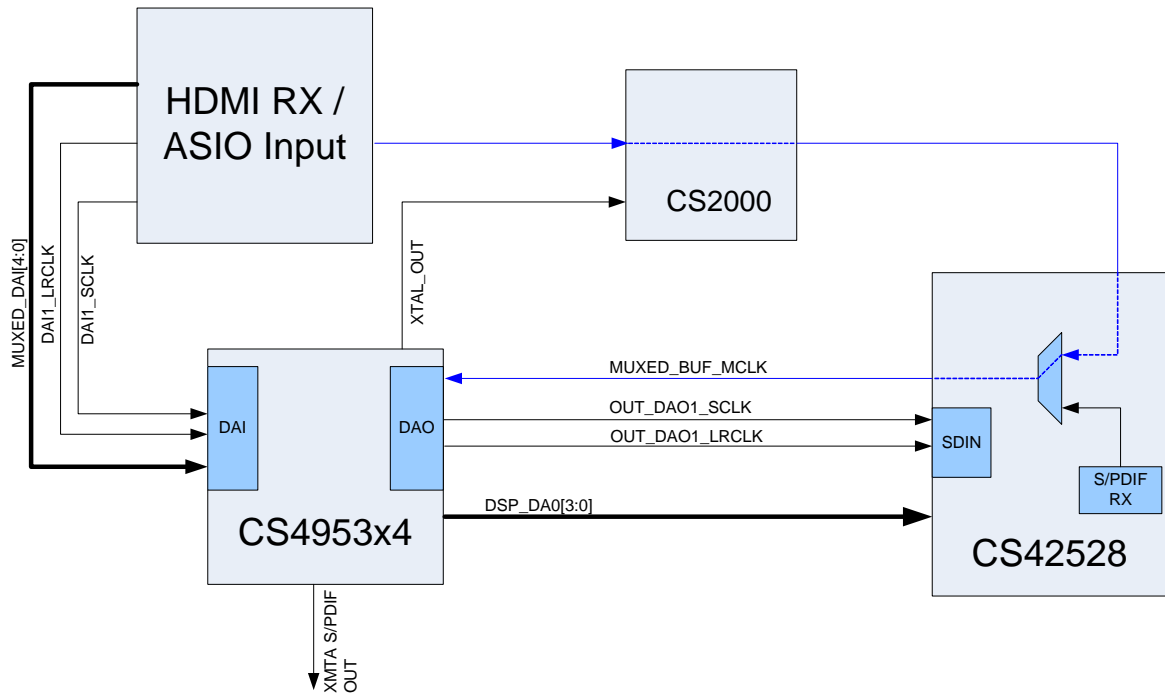 HDMI RX /
ASIO Input
CS2000
MUXED_DAI[4:0]
DAI1_LRCLK
DAI1_SCLK
XTAL_OUT
MUXED_BUF_MCLK
OUT_DAO1_SCLK
OUT_DAO1_LRCLK
DAI
DAO
SDIN
S/PDIF
RX
DSP_DA0[3:0]
CS4953x4
CS42528
XMTA S/PDIF
OUT